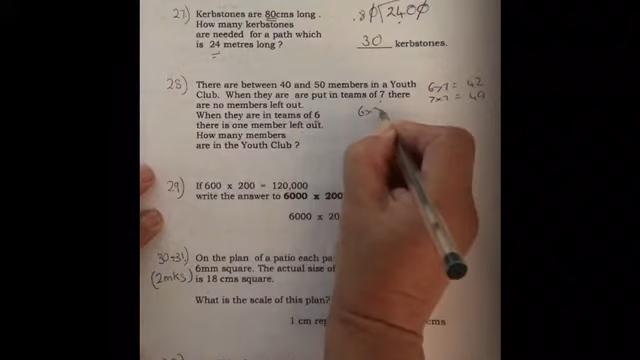 27) Kerbstones are 80cms long.
How many kerbstones
are needed for a path which
is 24 metres long ?
.80 2400
30 kerbstones.
28) There are between 40 and 50 members in a Youth
Club. When they are are put in teams of 7 there
are no members left out.
When they are in teams of 6
there is one member left out.
How many members
are in the Youth Club ?
6x7 = 42
7x7 = 49
6x
29) If 600 x 200 = 120,000
write the answer to 6000 x 200
6000 x 20
30+31) On the plan of a patio each pa
(2mks) 6mm square. The actual size of
is 18 cms square.
What is the scale of this plan?
1 cm rep
cms